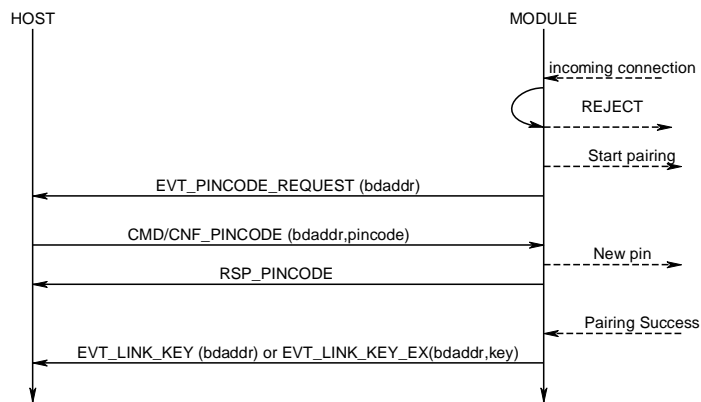 HOST
MODULE
incoming connection
REJECT
Start pairing
EVT_PINCODE_REQUEST (bdaddr)
CMD/CNF_PINCODE (bdaddr,pincode)
New pin
RSP_PINCODE
Pairing Success
EVT_LINK_KEY (bdaddr) or EVT_LINK_KEY_EX(bdaddr,key)